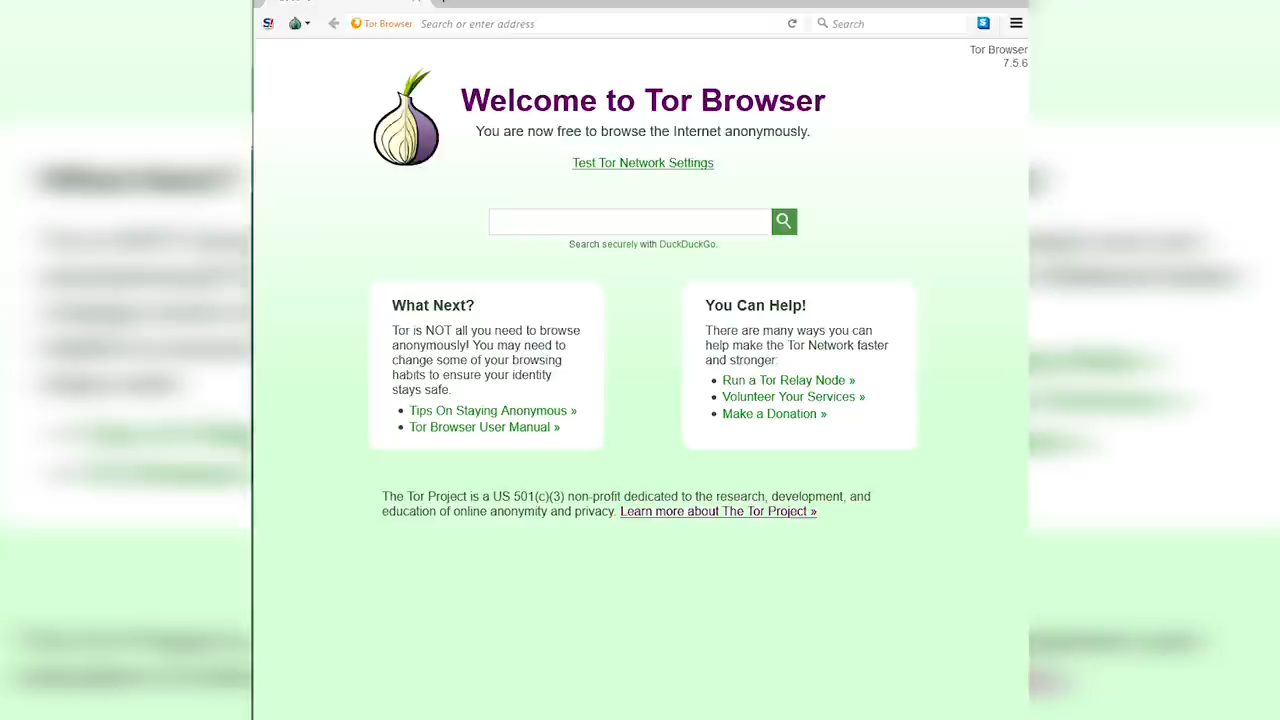 S!
Tor Browser Search or enter address
Search
S
Tor Browser
7.5.6
Welcome to Tor Browser
You are now free to browse the Internet anonymously.
Test Tor Network Settings
Search securely with DuckDuckGo.
What Next?
Tor is NOT all you need to browse
anonymously! You may need to
change some of your browsing
habits to ensure your identity
stays safe.
• Tips On Staying Anonymous »
• Tor Browser User Manual »
You Can Help!
There are many ways you can
help make the Tor Network faster
and stronger:
• Run a Tor Relay Node »
• Volunteer Your Services »
• Make a Donation »
The Tor Project is a US 501(c)(3) non-profit dedicated to the research, development, and
education of online anonymity and privacy. Learn more about The Tor Project »